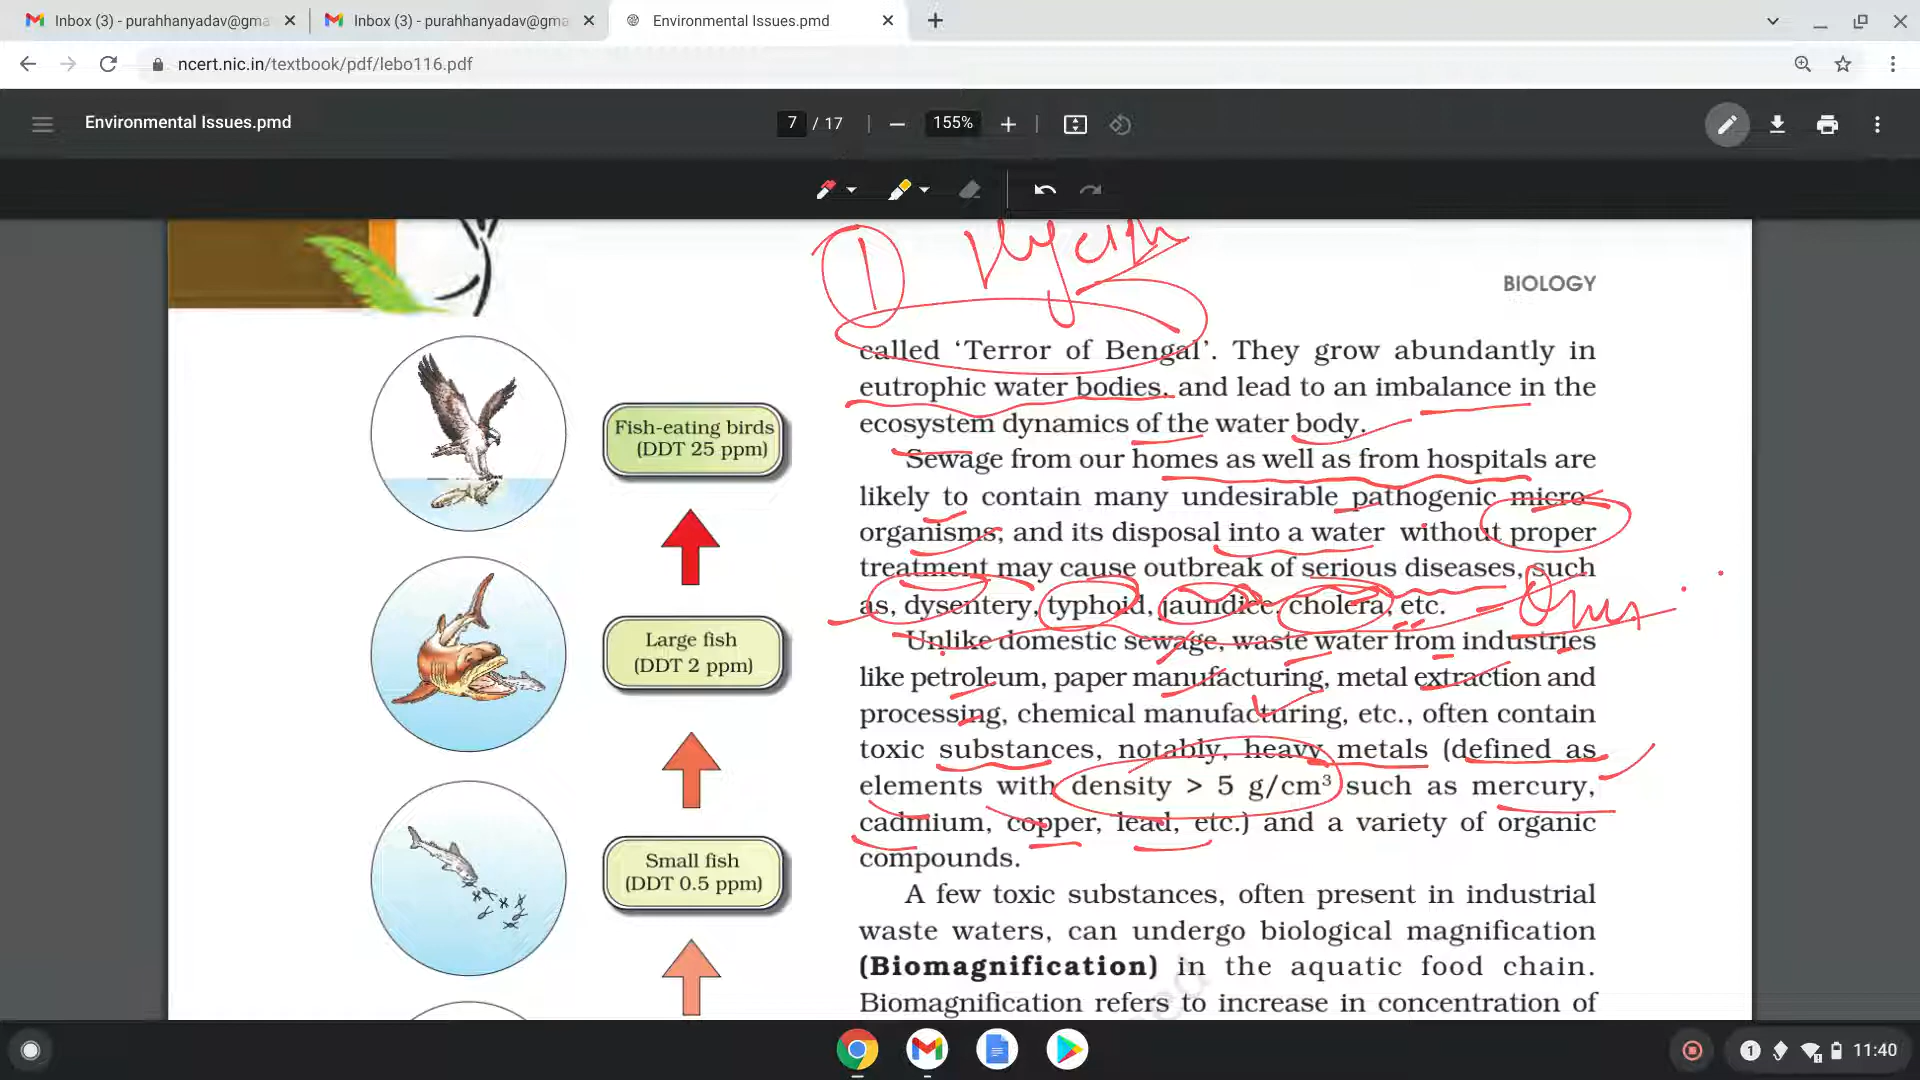 Inbox (3) - purahhanyadav@gma
Inbox (3) - purahhanyadav@gma
Environmental Issues.pmd
ncert.nic.in/textbook/pdf/lebo116.pdf
Environmental Issues.pmd
7 / 17
155%
BIOLOGY
Fish-eating birds
(DDT 25 ppm)
Large fish
(DDT 2 ppm)
Small fish
(DDT 0.5 ppm)
1
called ‘Terror of Bengal’. They grow abundantly in
eutrophic water bodies, and lead to an imbalance in the
ecosystem dynamics of the water body.
Sewage from our homes as well as from hospitals are
likely to contain many undesirable pathogenic micro-
organisms, and its disposal into a water without proper
treatment may cause outbreak of serious diseases, such
as, dysentery, typhoid, jaundice, cholera, etc.
Unlike domestic sewage, waste water from industries
like petroleum, paper manufacturing, metal extraction and
processing, chemical manufacturing, etc., often contain
toxic substances, notably, heavy metals (defined as
elements with density > 5 g/cm³ such as mercury,
cadmium, copper, lead, etc.) and a variety of organic
compounds.
A few toxic substances, often present in industrial
waste waters, can undergo biological magnification
(Biomagnification) in the aquatic food chain.
Biomagnification refers to increase in concentration of
1
11:40